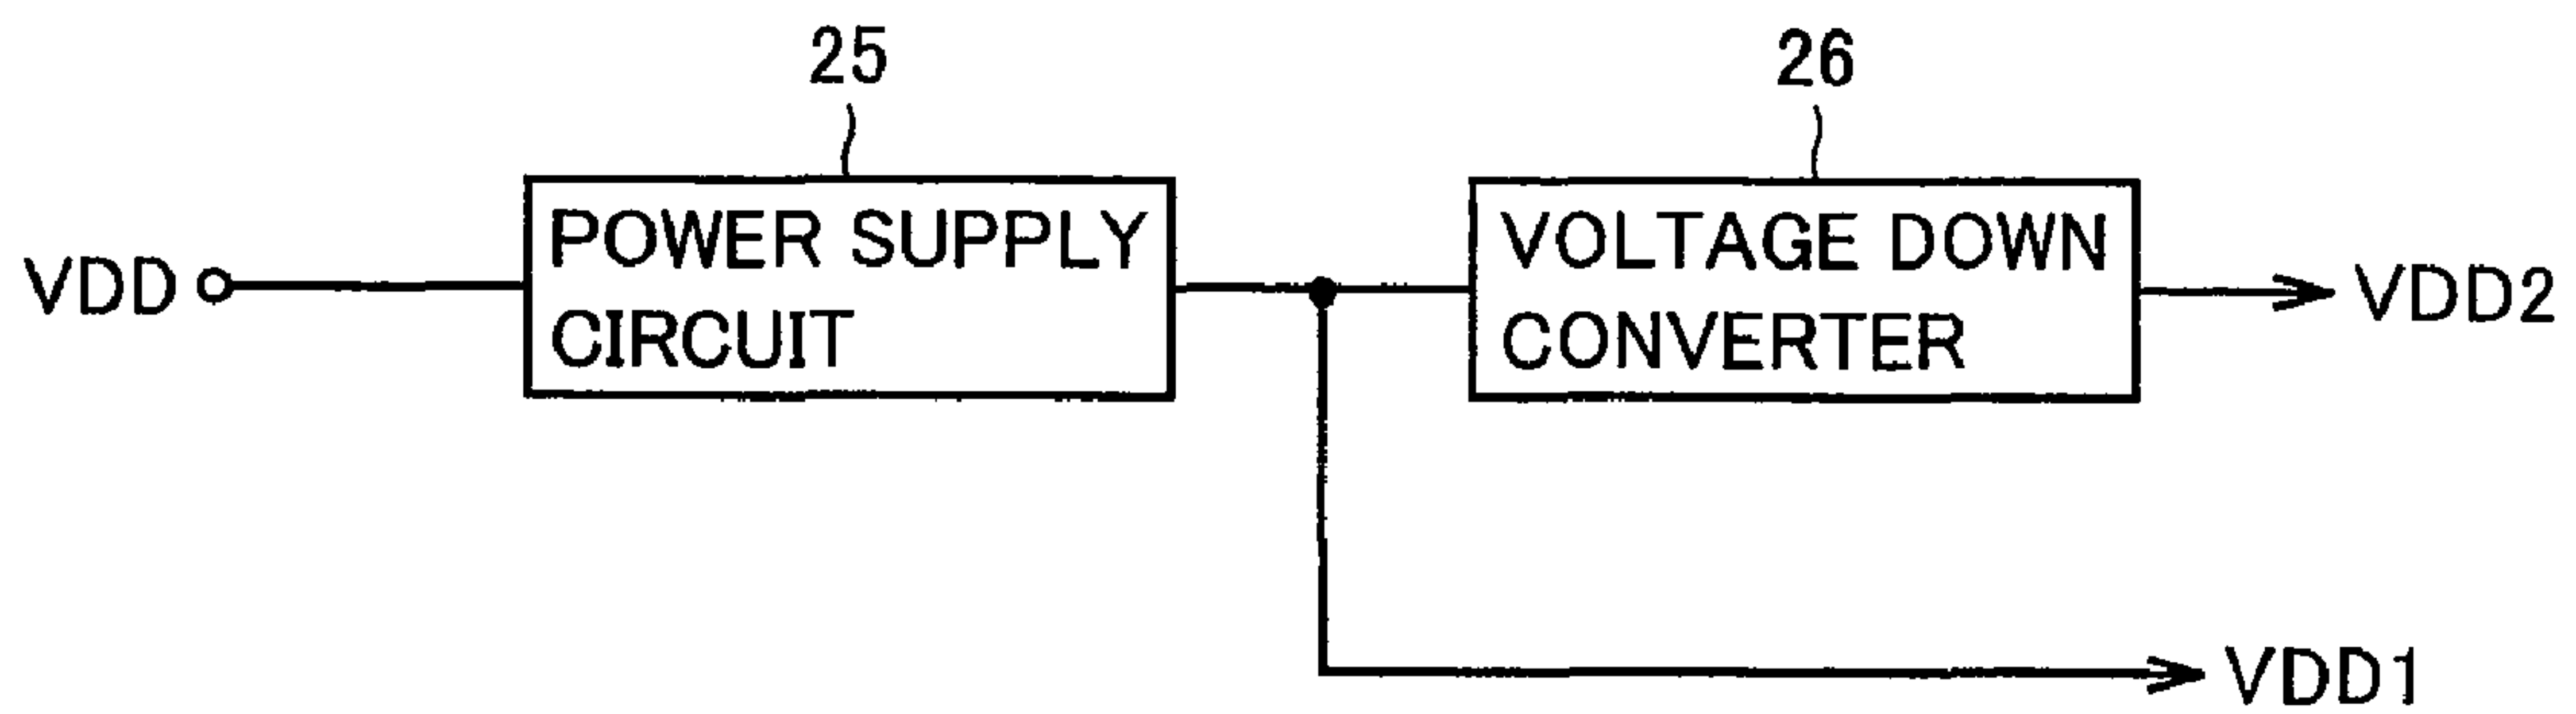 25
26
VDD
POWER SUPPLY
CIRCUIT
VOLTAGE DOWN
CONVERTER
VDD2
VDD1